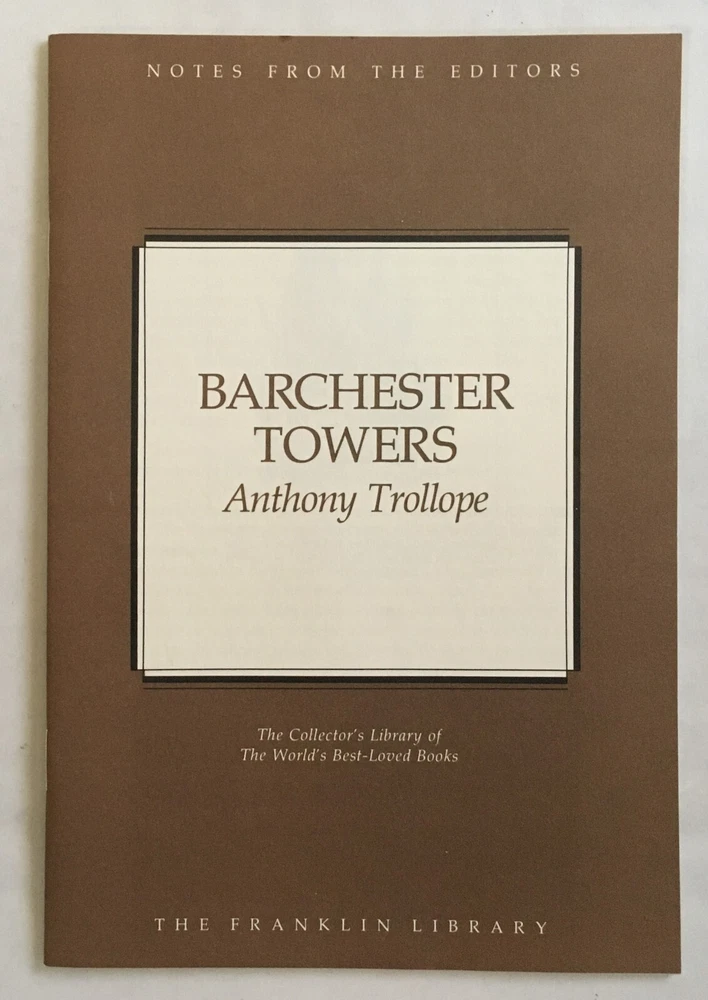 NOTES FROM THE EDITORS
BARCHESTER
TOWERS
Anthony Trollope
The Collector's Library of
The World's Best-Loved Books
THE FRANKLIN LIBRARY